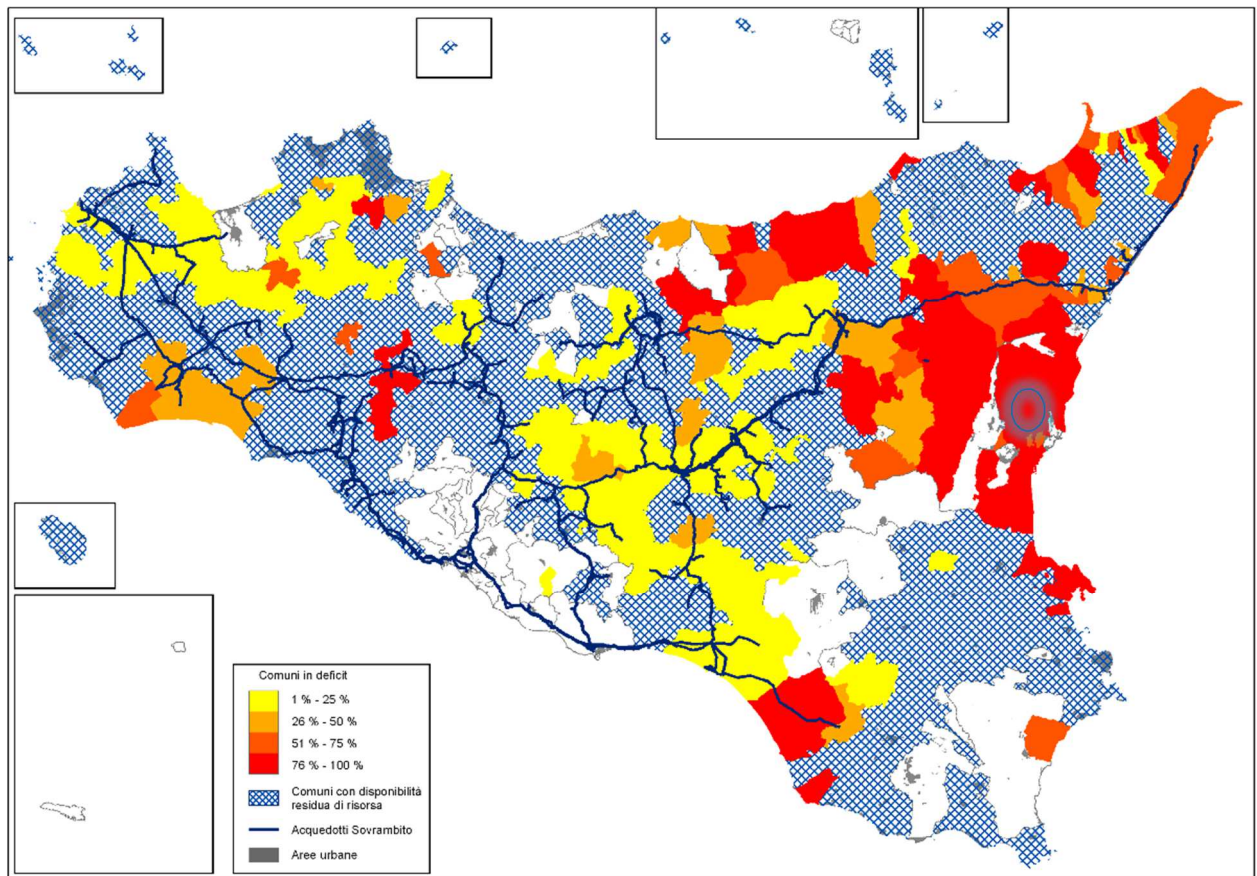 Comuni in deficit
1 % - 25 %
26 % - 50 %
51 % - 75 %
76 % - 100 %
Comuni con disponibilità
residua di risorsa
Acquedotti Sovrambito
Aree urbane